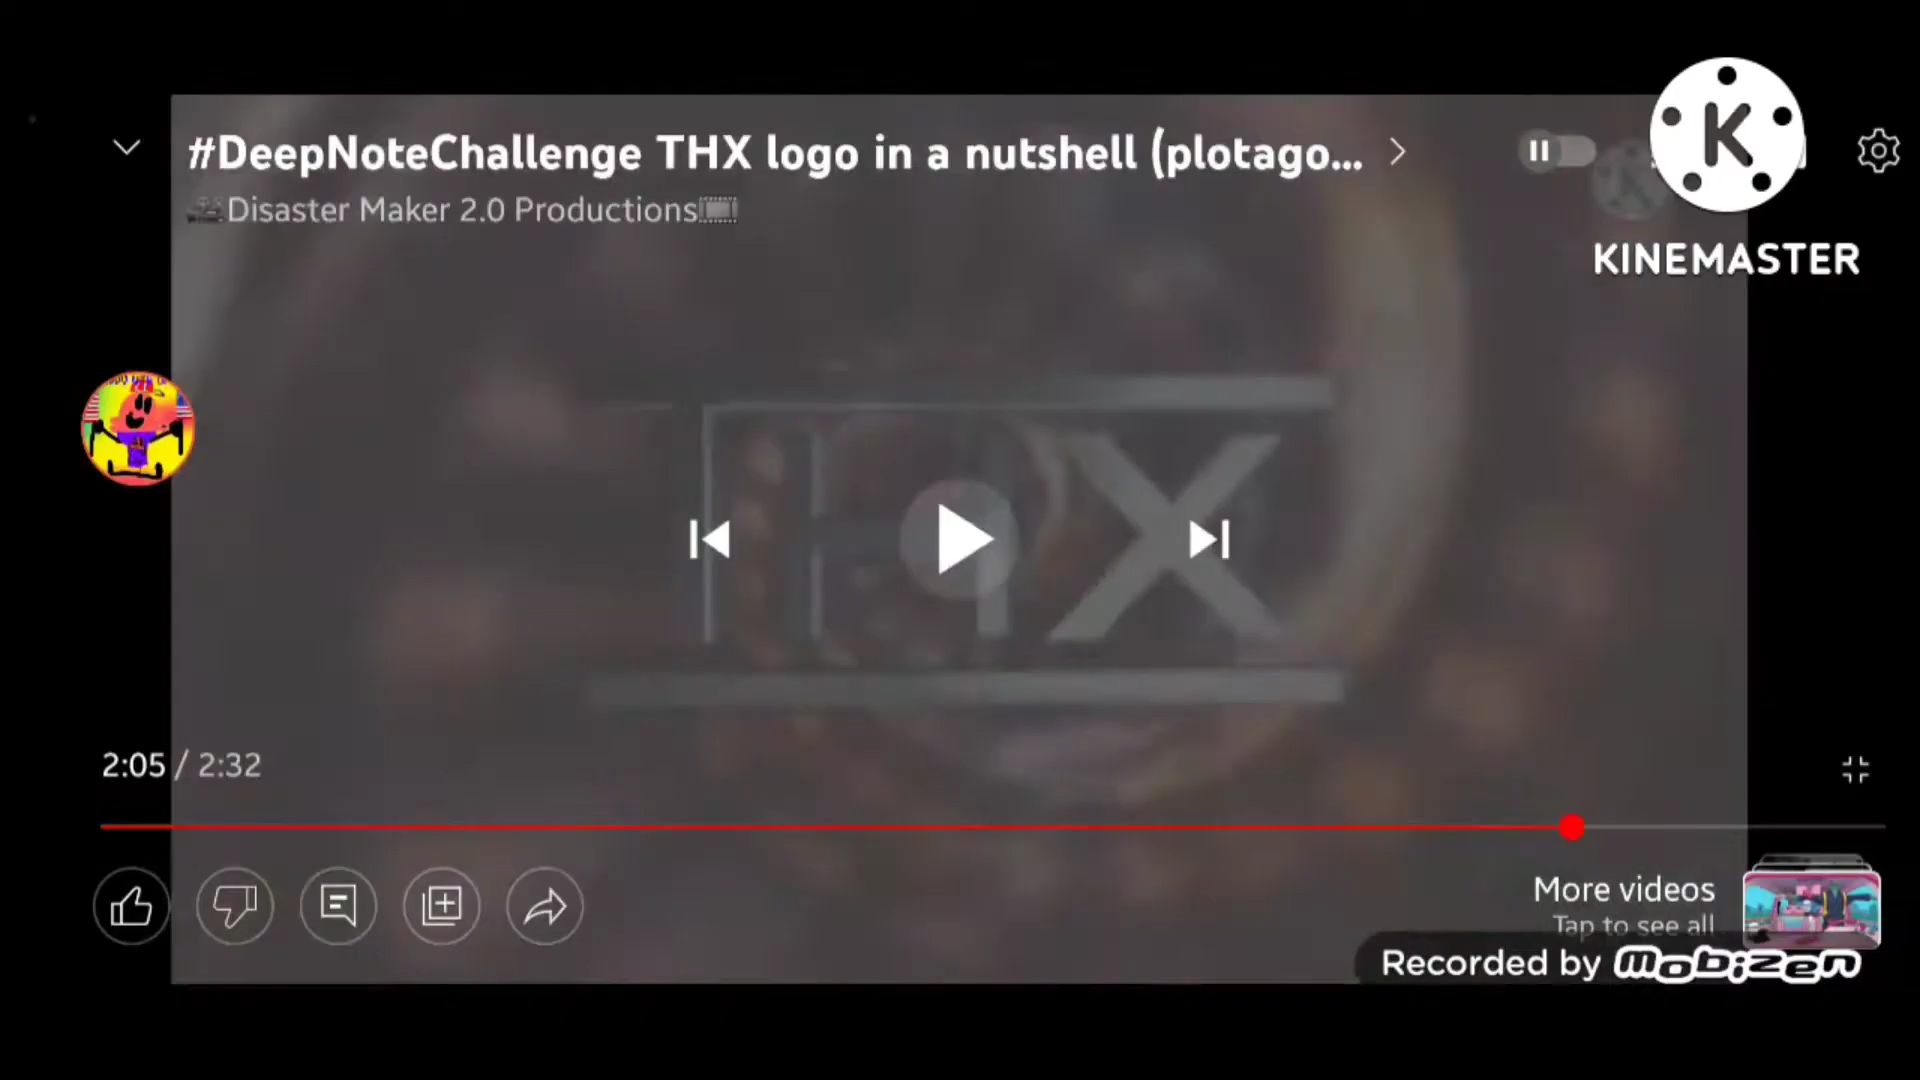 #DeepNoteChallenge THX logo in a nutshell (plotago...
Disaster Maker 2.0 Productions
K
KINEMASTER
THX
2:05 / 2:32
More videos
Tap to see all
Recorded by Mobizen